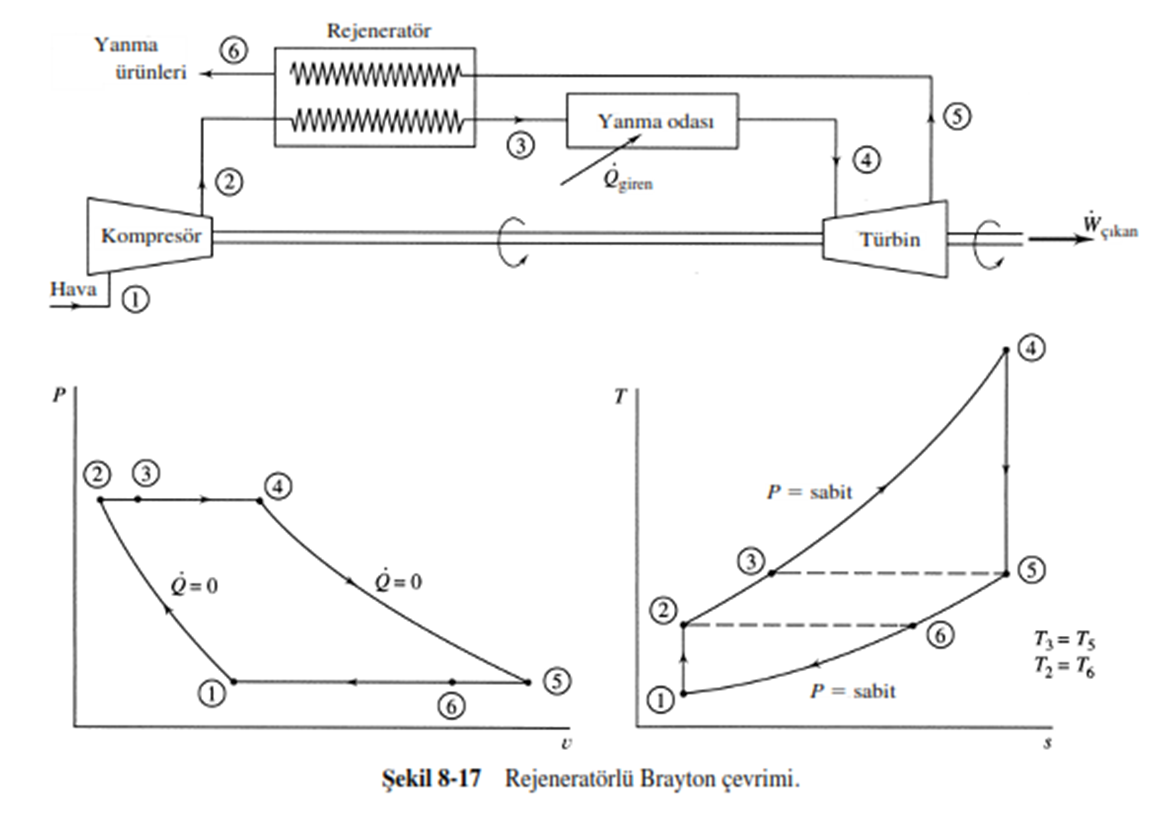 Rejeneratör
Yanma
ürünleri
⑥
Yanma odası
⑤
③
④
Q̇giren
②
Kompresör
Türbin
Ẇçıkan
Hava
①
P
② ③
④
Q̇ = 0
Q̇ = 0
①
⑥
⑤
υ
T
④
P = sabit
③
⑤
②
⑥
T₃ = T₅
T₂ = T₆
①
P = sabit
s
Şekil 8-17 Rejeneratörlü Brayton çevrimi.